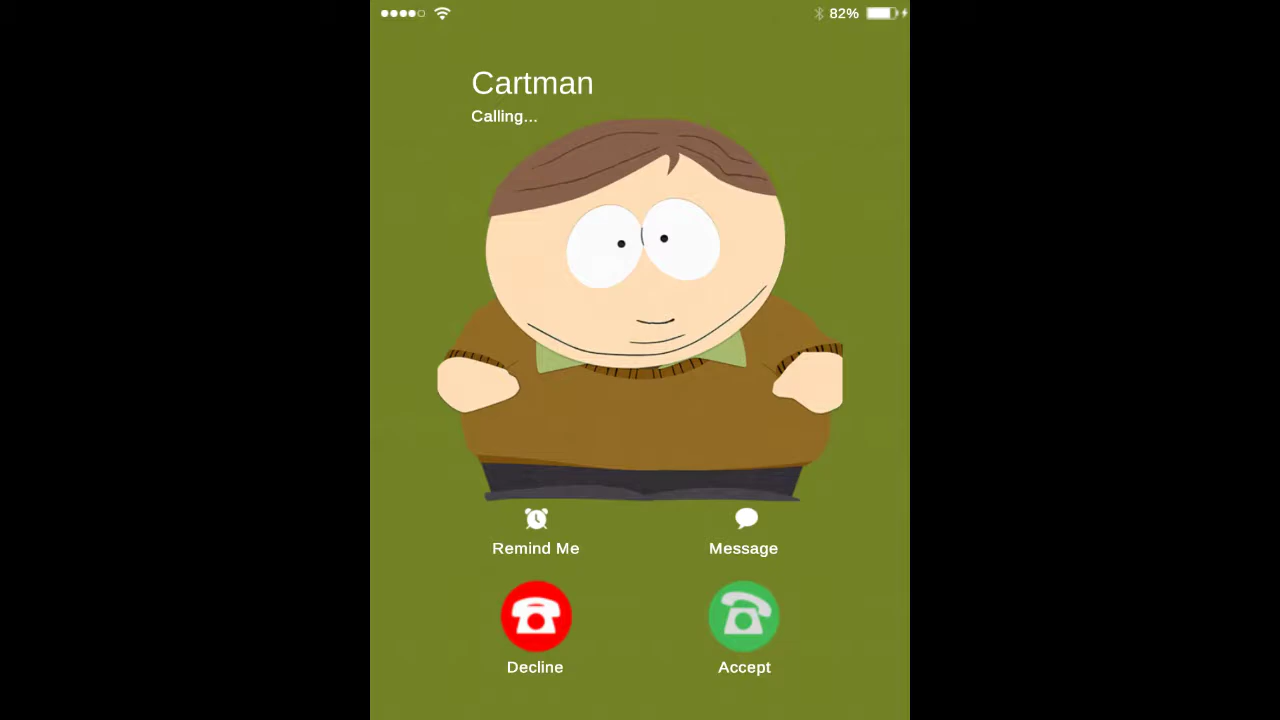 82%
Cartman
Calling...
Remind Me
Message
Decline
Accept